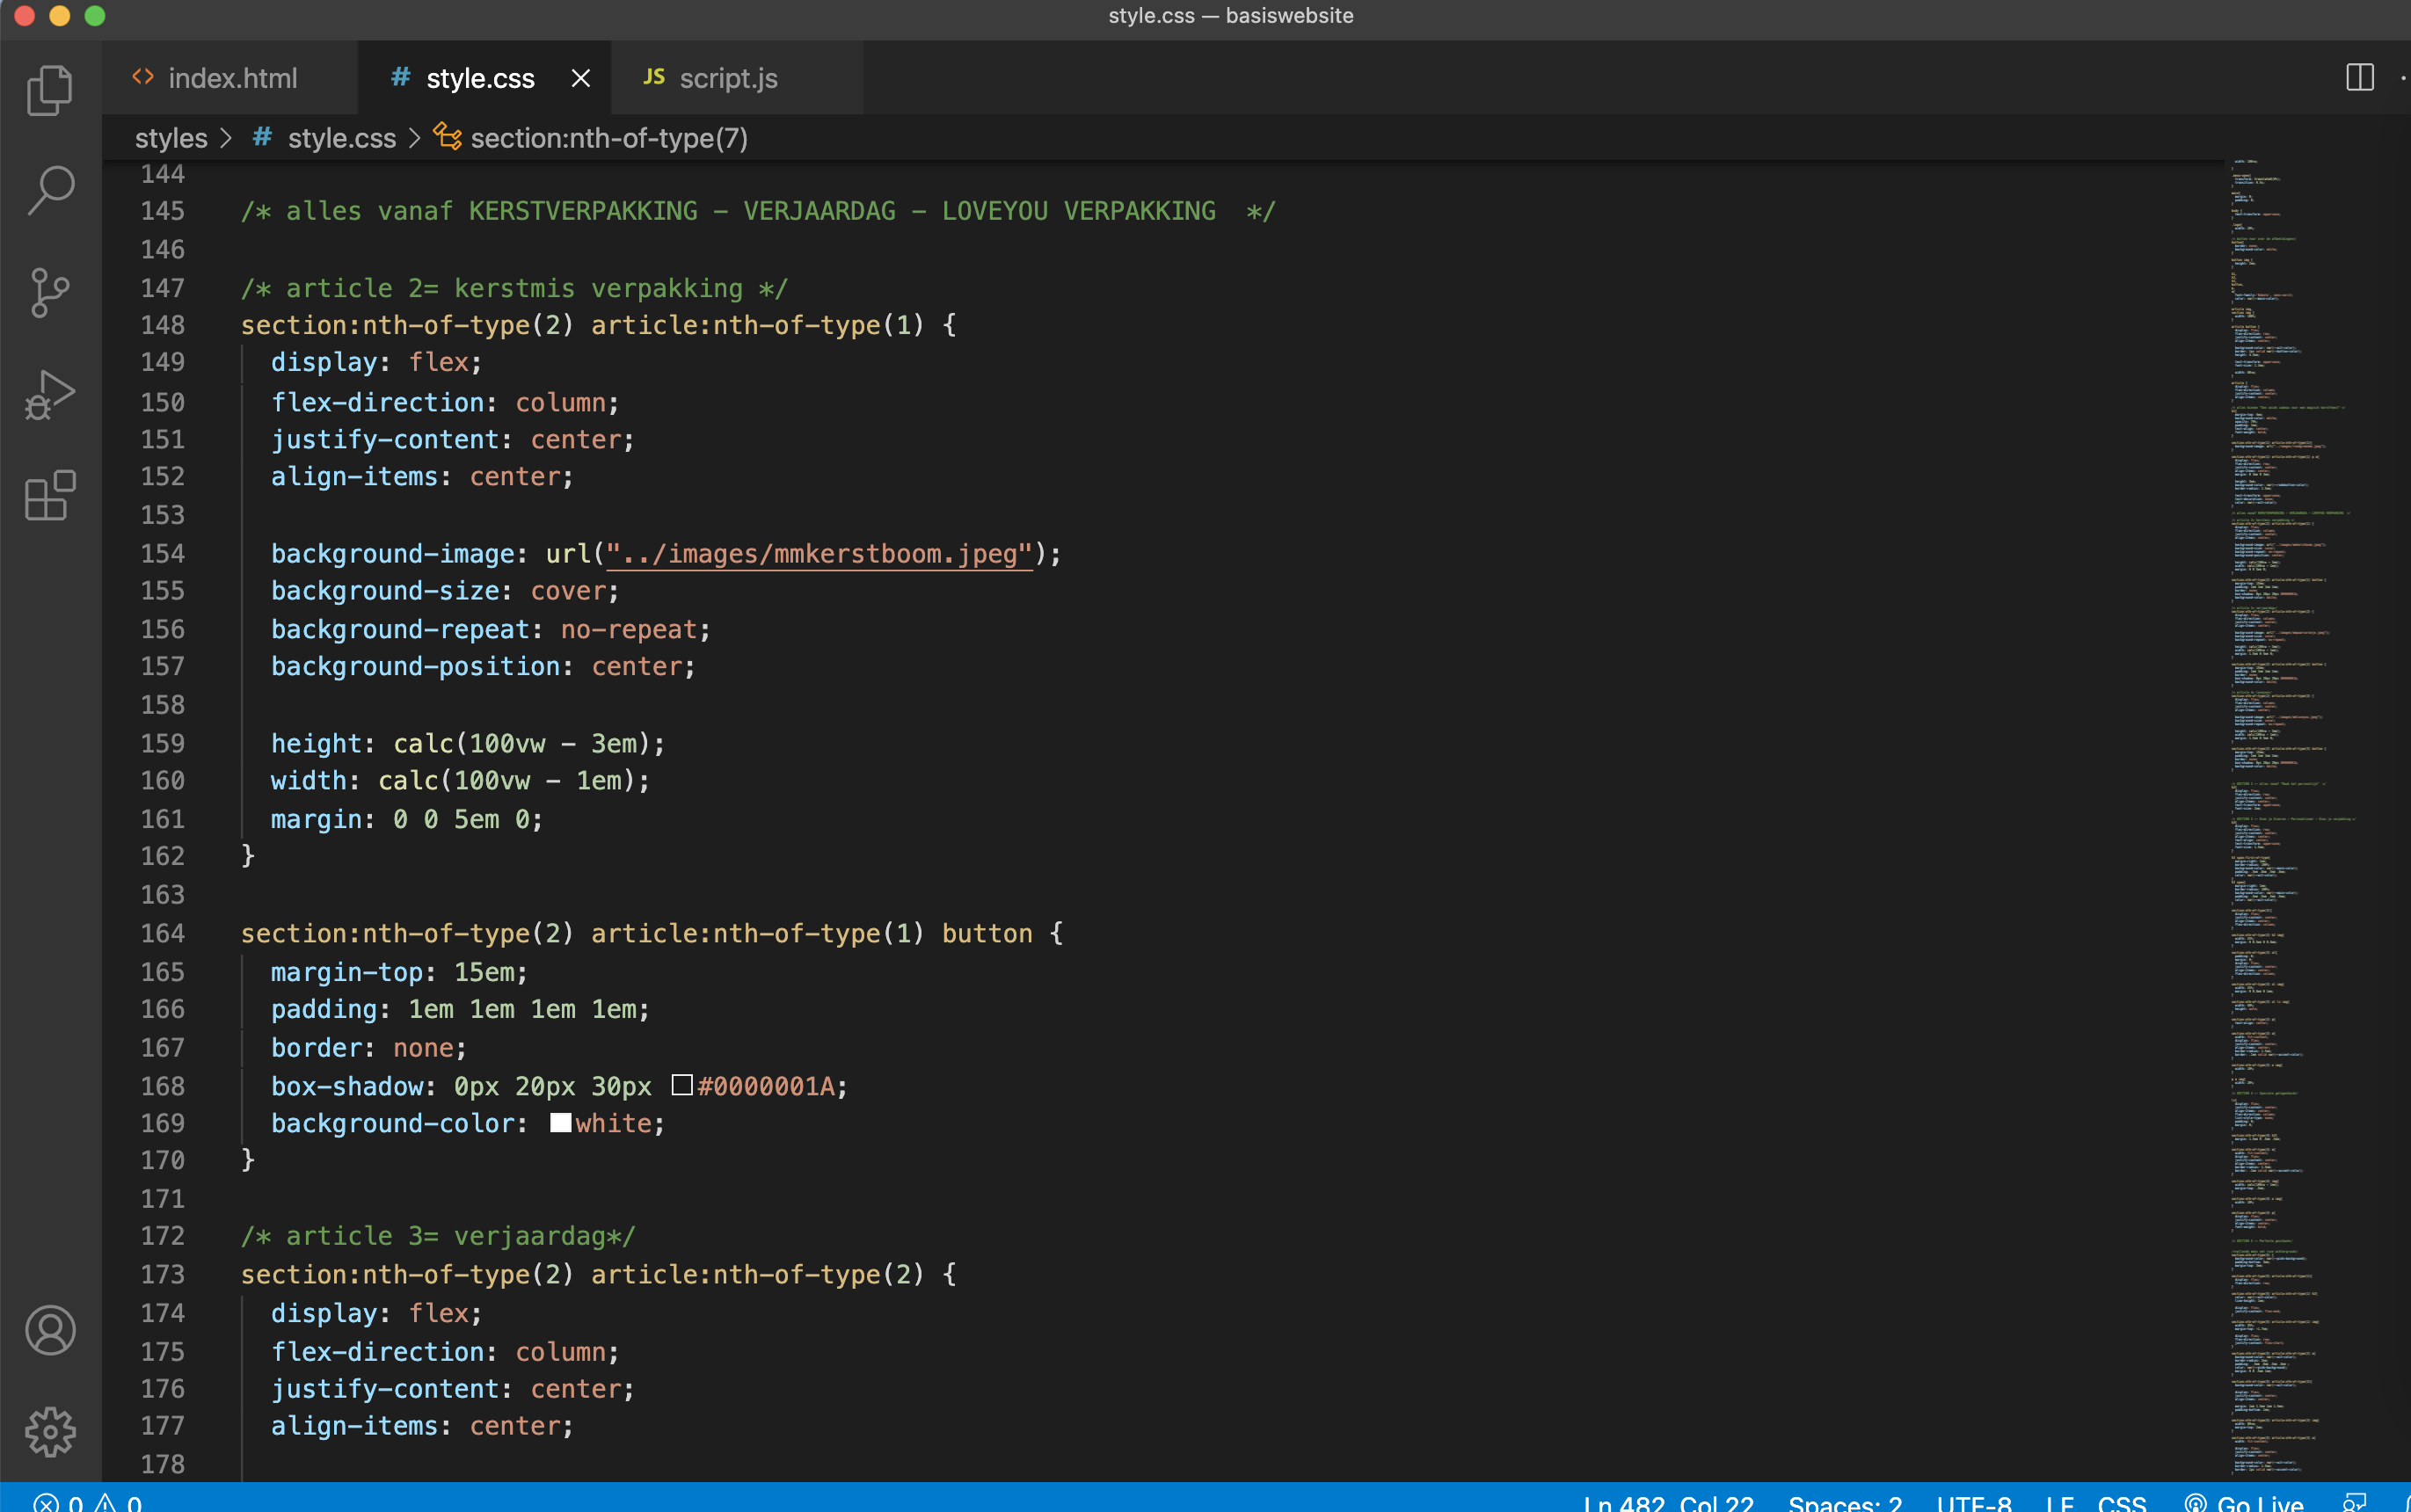 style.css — basiswebsite
index.html
style.css
JS script.js
styles > # style.css > section:nth-of-type(7)
144
145 /* alles vanaf KERSTVERPAKKING - VERJAARDAG - LOVEYOU VERPAKKING  */
146
147 /* article 2= kerstmis verpakking */
148 section:nth-of-type(2) article:nth-of-type(1) {
149   display: flex;
150   flex-direction: column;
151   justify-content: center;
152   align-items: center;
153
154   background-image: url("../images/mmkerstboom.jpeg");
155   background-size: cover;
156   background-repeat: no-repeat;
157   background-position: center;
158
159   height: calc(100vw - 3em);
160   width: calc(100vw - 1em);
161   margin: 0 0 5em 0;
162 }
163
164 section:nth-of-type(2) article:nth-of-type(1) button {
165   margin-top: 15em;
166   padding: 1em 1em 1em 1em;
167   border: none;
168   box-shadow: 0px 20px 30px #0000001A;
169   background-color: white;
170 }
171
172 /* article 3= verjaardag*/
173 section:nth-of-type(2) article:nth-of-type(2) {
174   display: flex;
175   flex-direction: column;
176   justify-content: center;
177   align-items: center;
178
0 0 Ln 482, Col 22 Spaces: 2 UTF-8 LF CSS Go Live